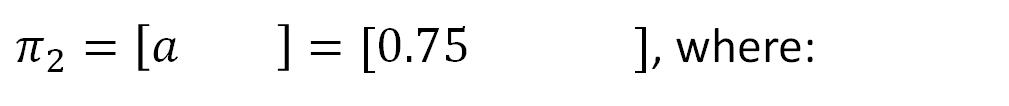 π₂ = [a      ] = [0.75          ], where: